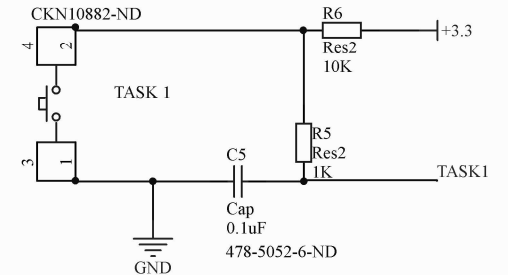 CKN10882-ND
R6
4
2
+3.3
Res2
10K
TASK 1
R5
Res2
1K
C5
3
1
TASK1
Cap
0.1uF
478-5052-6-ND
GND